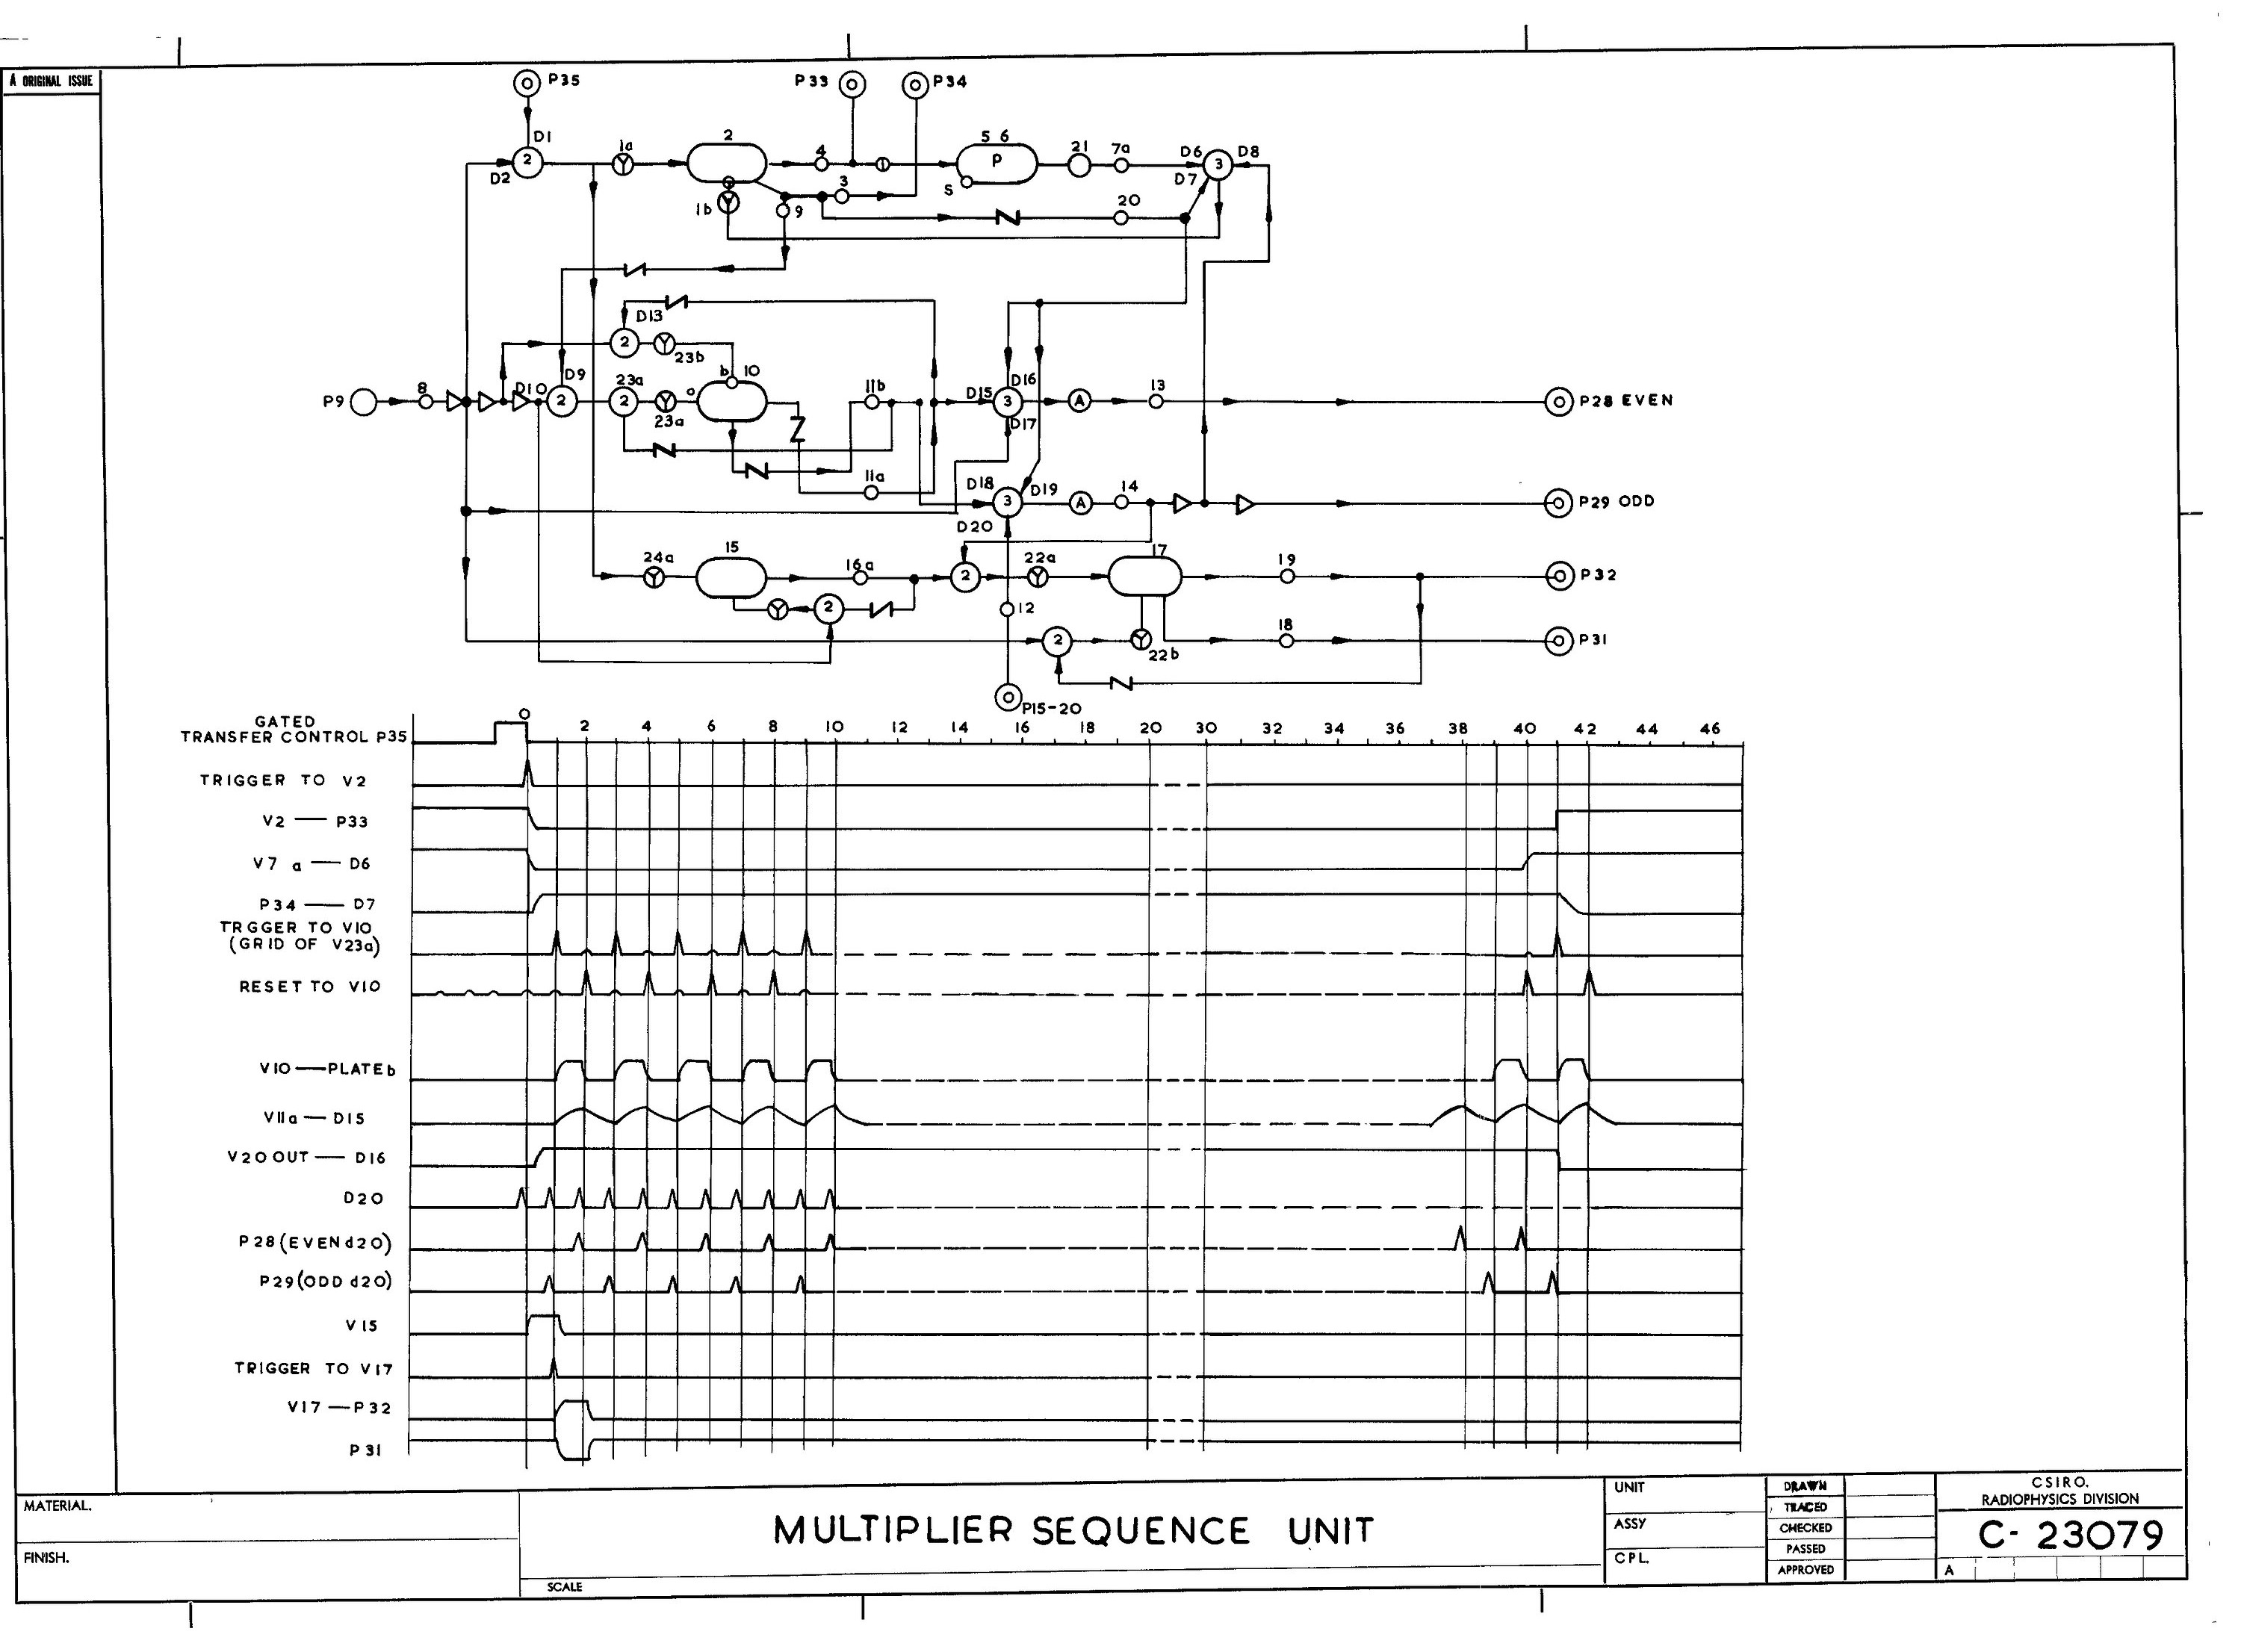 A ORIGINAL ISSUE
P35
P33
P34
D1
2
D2
1a
2
4
1
5 6
P
S
21
7a
D6
3
D8
D7
1b
9
3
20
D13
2
23b
P9
8
D10
D9
2
23a
2
23a
a
b
10
11b
11a
D15
D16
3
D17
A
13
P28 EVEN
D18
3
D19
D20
A
14
P29 ODD
24a
15
16a
2
22a
17
19
P32
2
12
2
22b
18
P31
P15-20
GATED
TRANSFER CONTROL P35
0 2 4 6 8 10 12 14 16 18 20 30 32 34 36 38 40 42 44 46
TRIGGER TO V2
V2 — P33
V7 a — D6
P34 — D7
TRGGER TO V10
(GRID OF V23a)
RESET TO V10
V10 — PLATE b
V11a — D15
V20 OUT — D16
D20
P28 (EVEN d20)
P29 (ODD d20)
V15
TRIGGER TO V17
V17 — P32
P31
MATERIAL.
FINISH.
MULTIPLIER SEQUENCE UNIT
SCALE
UNIT
ASSY
CPL.
DRAWN
TRACED
CHECKED
PASSED
APPROVED
CSIRO.
RADIOPHYSICS DIVISION
C- 23079
A